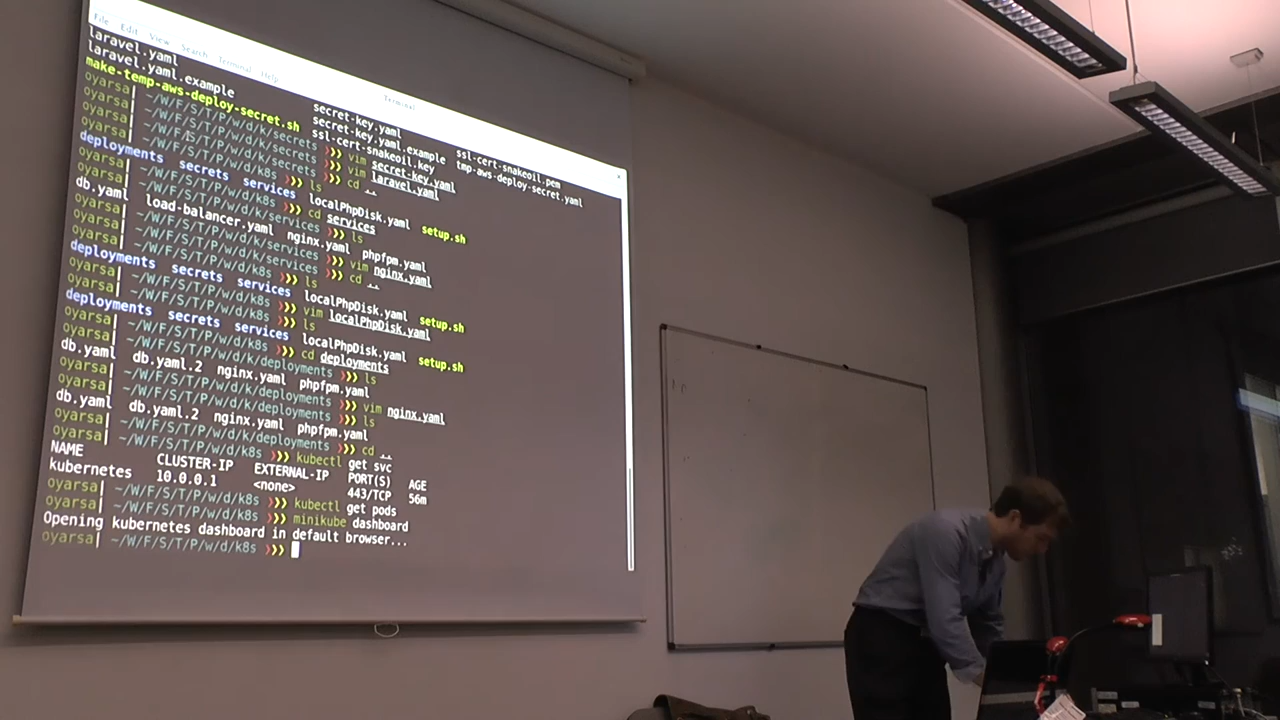 File Edit View Search Terminal Help
Terminal
laravel.yaml
laravel.yaml.example secret-key.yaml
make-temp-aws-deploy-secret.sh secret-key.yaml.example ssl-cert-snakeoil.pem
ssl-cert-snakeoil.key tmp-aws-deploy-secret.yaml
oyarsa| ~/W/F/S/T/P/w/d/k/secrets ❯❯❯ vim secret-key.yaml
oyarsa| ~/W/F/S/T/P/w/d/k/secrets ❯❯❯ vim laravel.yaml
oyarsa| ~/W/F/S/T/P/w/d/k/secrets ❯❯❯ cd ..
oyarsa| ~/W/F/S/T/P/w/d/k8s ❯❯❯ ls
deployments secrets services localPhpDisk.yaml setup.sh
oyarsa| ~/W/F/S/T/P/w/d/k8s ❯❯❯ cd services
oyarsa| ~/W/F/S/T/P/w/d/k/services ❯❯❯ ls
db.yaml load-balancer.yaml nginx.yaml phpfpm.yaml
oyarsa| ~/W/F/S/T/P/w/d/k/services ❯❯❯ vim nginx.yaml
oyarsa| ~/W/F/S/T/P/w/d/k/services ❯❯❯ cd ..
oyarsa| ~/W/F/S/T/P/w/d/k8s ❯❯❯ ls
deployments secrets services localPhpDisk.yaml setup.sh
oyarsa| ~/W/F/S/T/P/w/d/k8s ❯❯❯ vim localPhpDisk.yaml
oyarsa| ~/W/F/S/T/P/w/d/k8s ❯❯❯ ls
deployments secrets services localPhpDisk.yaml setup.sh
oyarsa| ~/W/F/S/T/P/w/d/k8s ❯❯❯ cd deployments
oyarsa| ~/W/F/S/T/P/w/d/k/deployments ❯❯❯ ls
db.yaml db.yaml.2 nginx.yaml phpfpm.yaml
oyarsa| ~/W/F/S/T/P/w/d/k/deployments ❯❯❯ vim nginx.yaml
oyarsa| ~/W/F/S/T/P/w/d/k/deployments ❯❯❯ ls
db.yaml db.yaml.2 nginx.yaml phpfpm.yaml
oyarsa| ~/W/F/S/T/P/w/d/k/deployments ❯❯❯ cd ..
oyarsa| ~/W/F/S/T/P/w/d/k8s ❯❯❯ kubectl get svc
NAME CLUSTER-IP EXTERNAL-IP PORT(S) AGE
kubernetes 10.0.0.1 <none> 443/TCP 56m
oyarsa| ~/W/F/S/T/P/w/d/k8s ❯❯❯ kubectl get pods
oyarsa| ~/W/F/S/T/P/w/d/k8s ❯❯❯ minikube dashboard
Opening kubernetes dashboard in default browser...
oyarsa| ~/W/F/S/T/P/w/d/k8s ❯❯❯